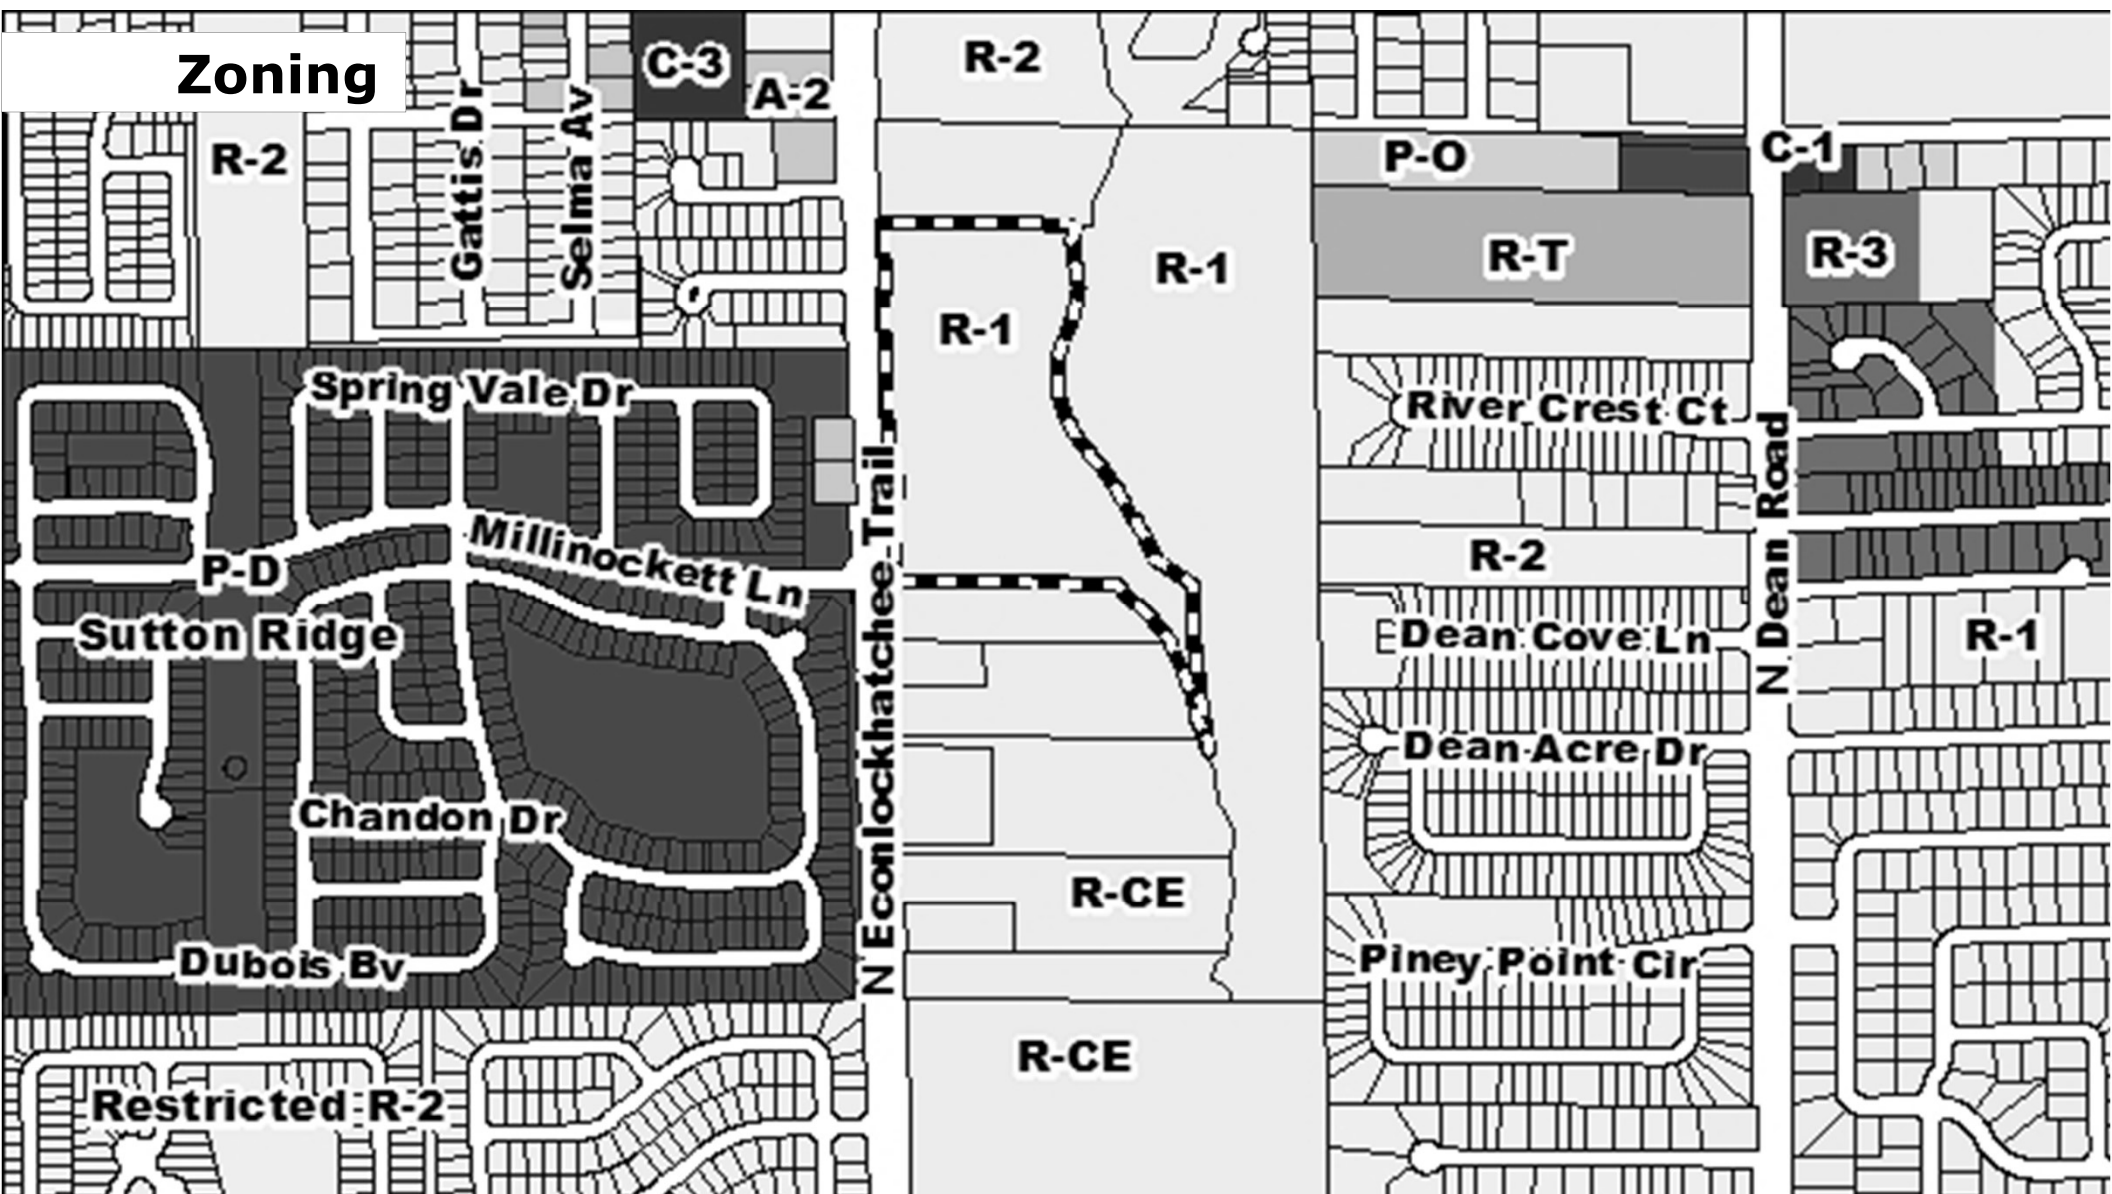 Zoning
C-3
R-2
A-2
Gattis Dr
Selma Av
R-2
P-O
C-1
R-1
R-T
R-3
R-1
Spring Vale Dr
River Crest Ct
N Econlockhatchee Trail
N Dean Road
Millinockett Ln
P-D
R-2
Sutton Ridge
Dean Cove Ln
R-1
Dean Acre Dr
Chandon Dr
R-CE
Dubois Bv
Piney Point Cir
R-CE
Restricted R-2